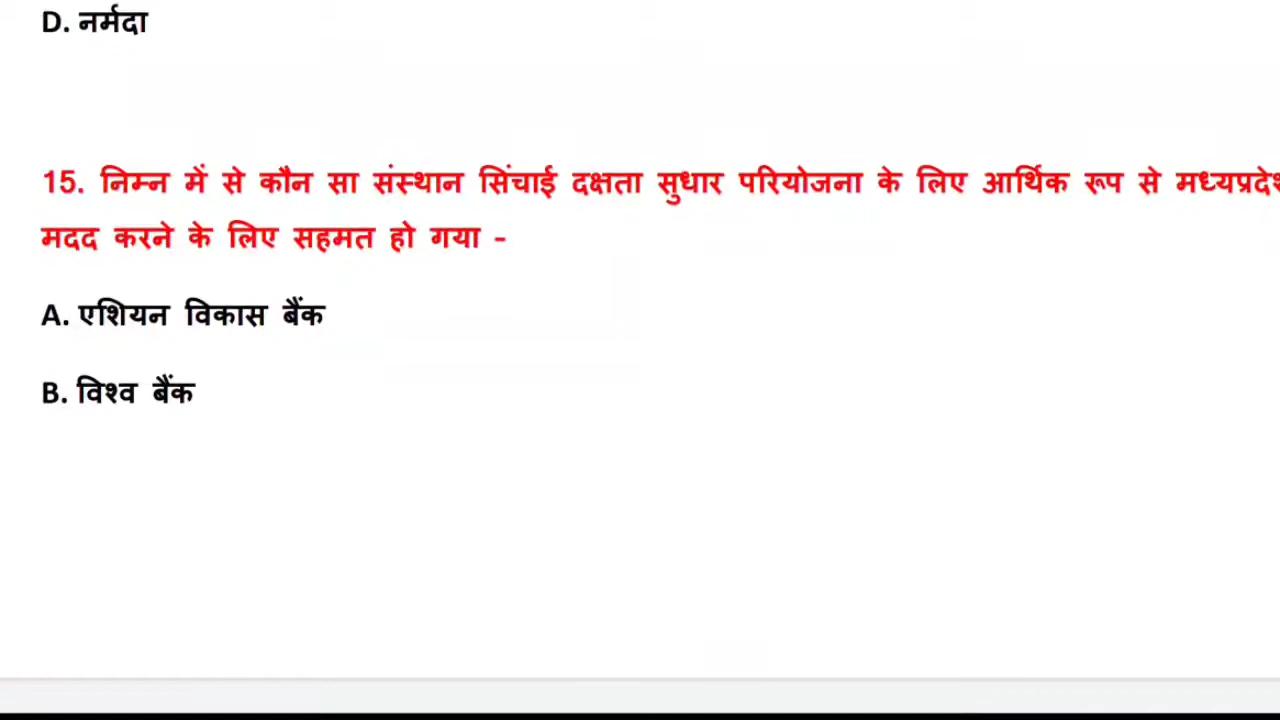 D. नर्मदा
15. निम्न में से कौन सा संस्थान सिंचाई दक्षता सुधार परियोजना के लिए आर्थिक रूप से मध्यप्रदेश
मदद करने के लिए सहमत हो गया -
A. एशियन विकास बैंक
B. विश्व बैंक